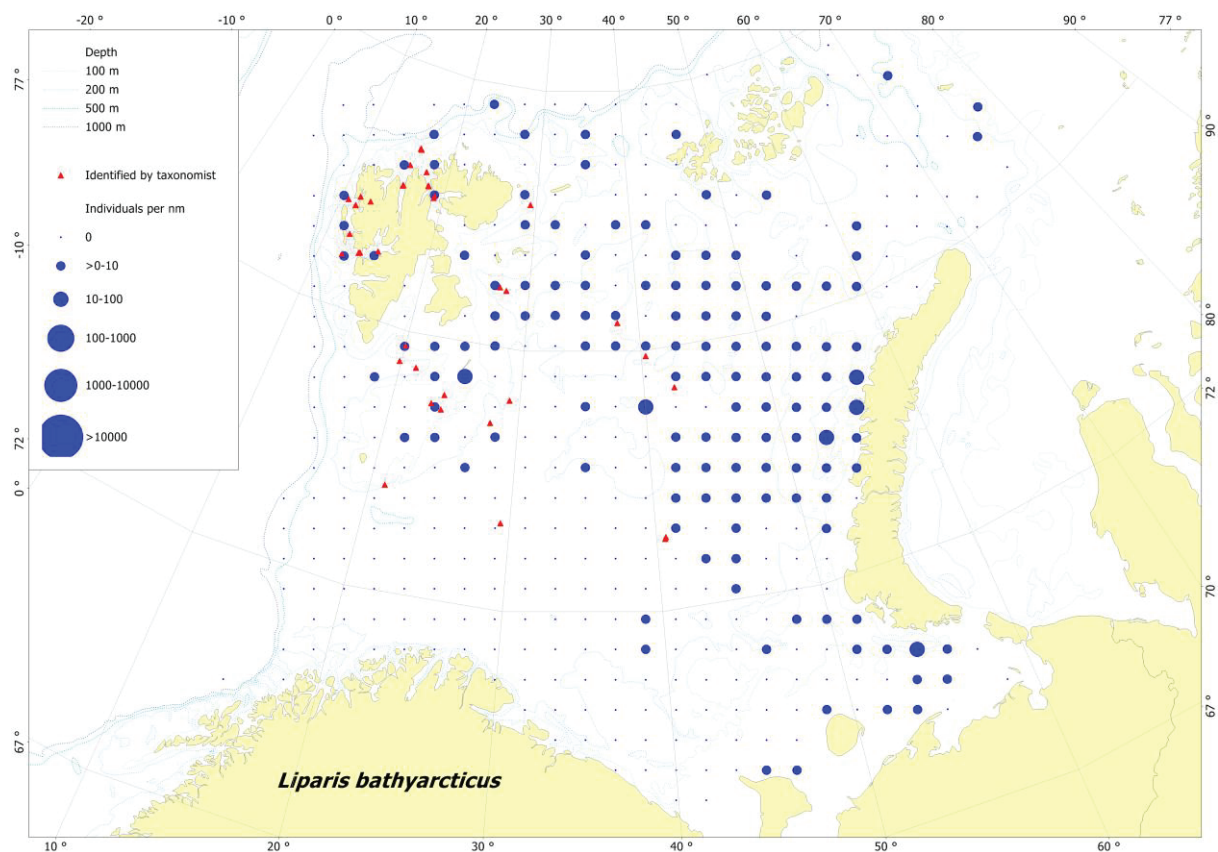 -20 ° -10 ° 0 ° 10 ° 20 ° 30 ° 40 ° 50 ° 60 ° 70 ° 80 ° 90 ° 77 °
Depth
100 m
200 m
500 m
1000 m
Identified by taxonomist
Individuals per nm
0
>0-10
10-100
100-1000
1000-10000
>10000
77 °
-10 °
72 °
0 °
67 °
90 °
80 °
72 °
70 °
67 °
60 °
Liparis bathyarcticus
10 ° 20 ° 30 ° 40 ° 50 ° 60 °